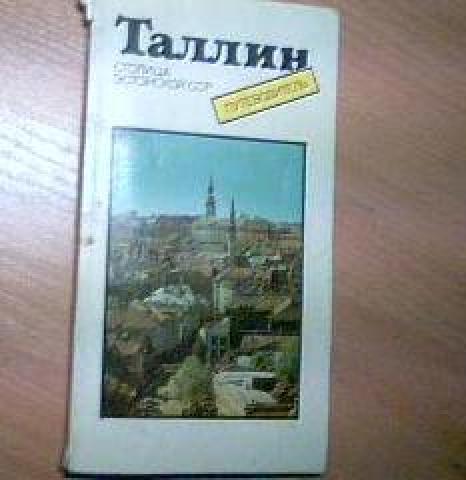 Таллин
СТОЛИЦА
ЭСТОНСКОЙ ССР
ПУТЕВОДИТЕЛЬ